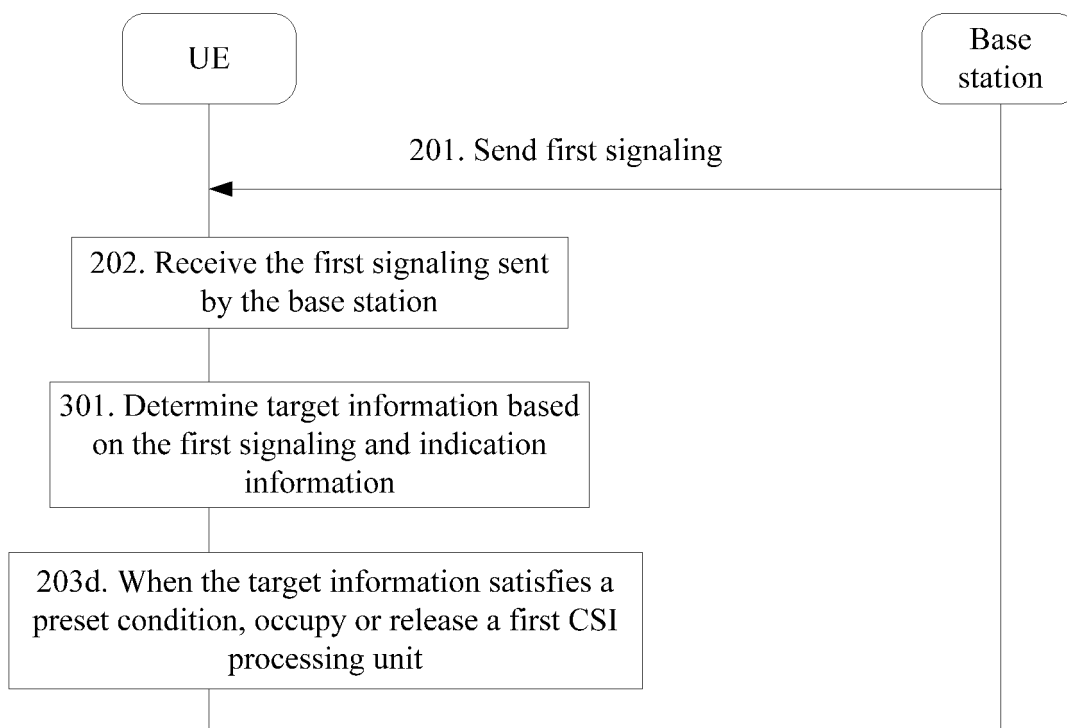 UE
Base
station
201. Send first signaling
202. Receive the first signaling sent
by the base station
301. Determine target information based
on the first signaling and indication
information
203d. When the target information satisfies a
preset condition, occupy or release a first CSI
processing unit